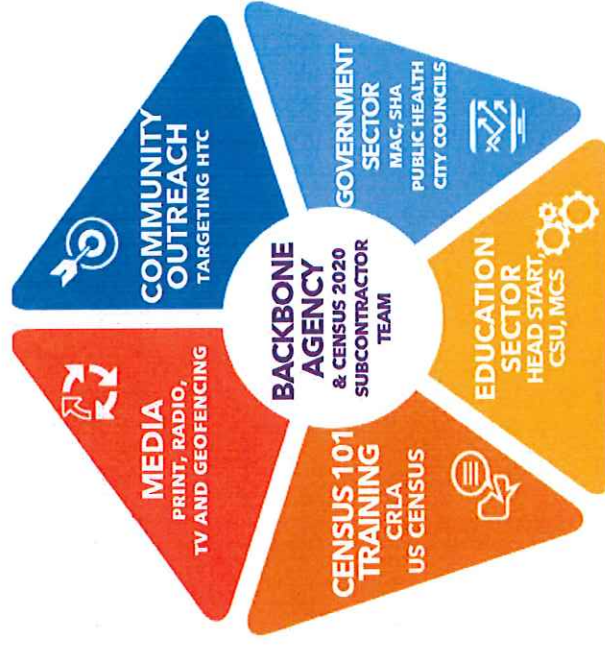 COMMUNITY
OUTREACH
TARGETING HTC
GOVERNMENT
SECTOR
MAC, SHA
PUBLIC HEALTH
CITY COUNCILS
EDUCATION
SECTOR
HEAD START,
CSU, MCS
CENSUS 101
TRAINING
CRLA
US CENSUS
MEDIA
PRINT, RADIO,
TV AND GEOFENCING
BACKBONE
AGENCY
& CENSUS 2020
SUBCONTRACTOR
TEAM